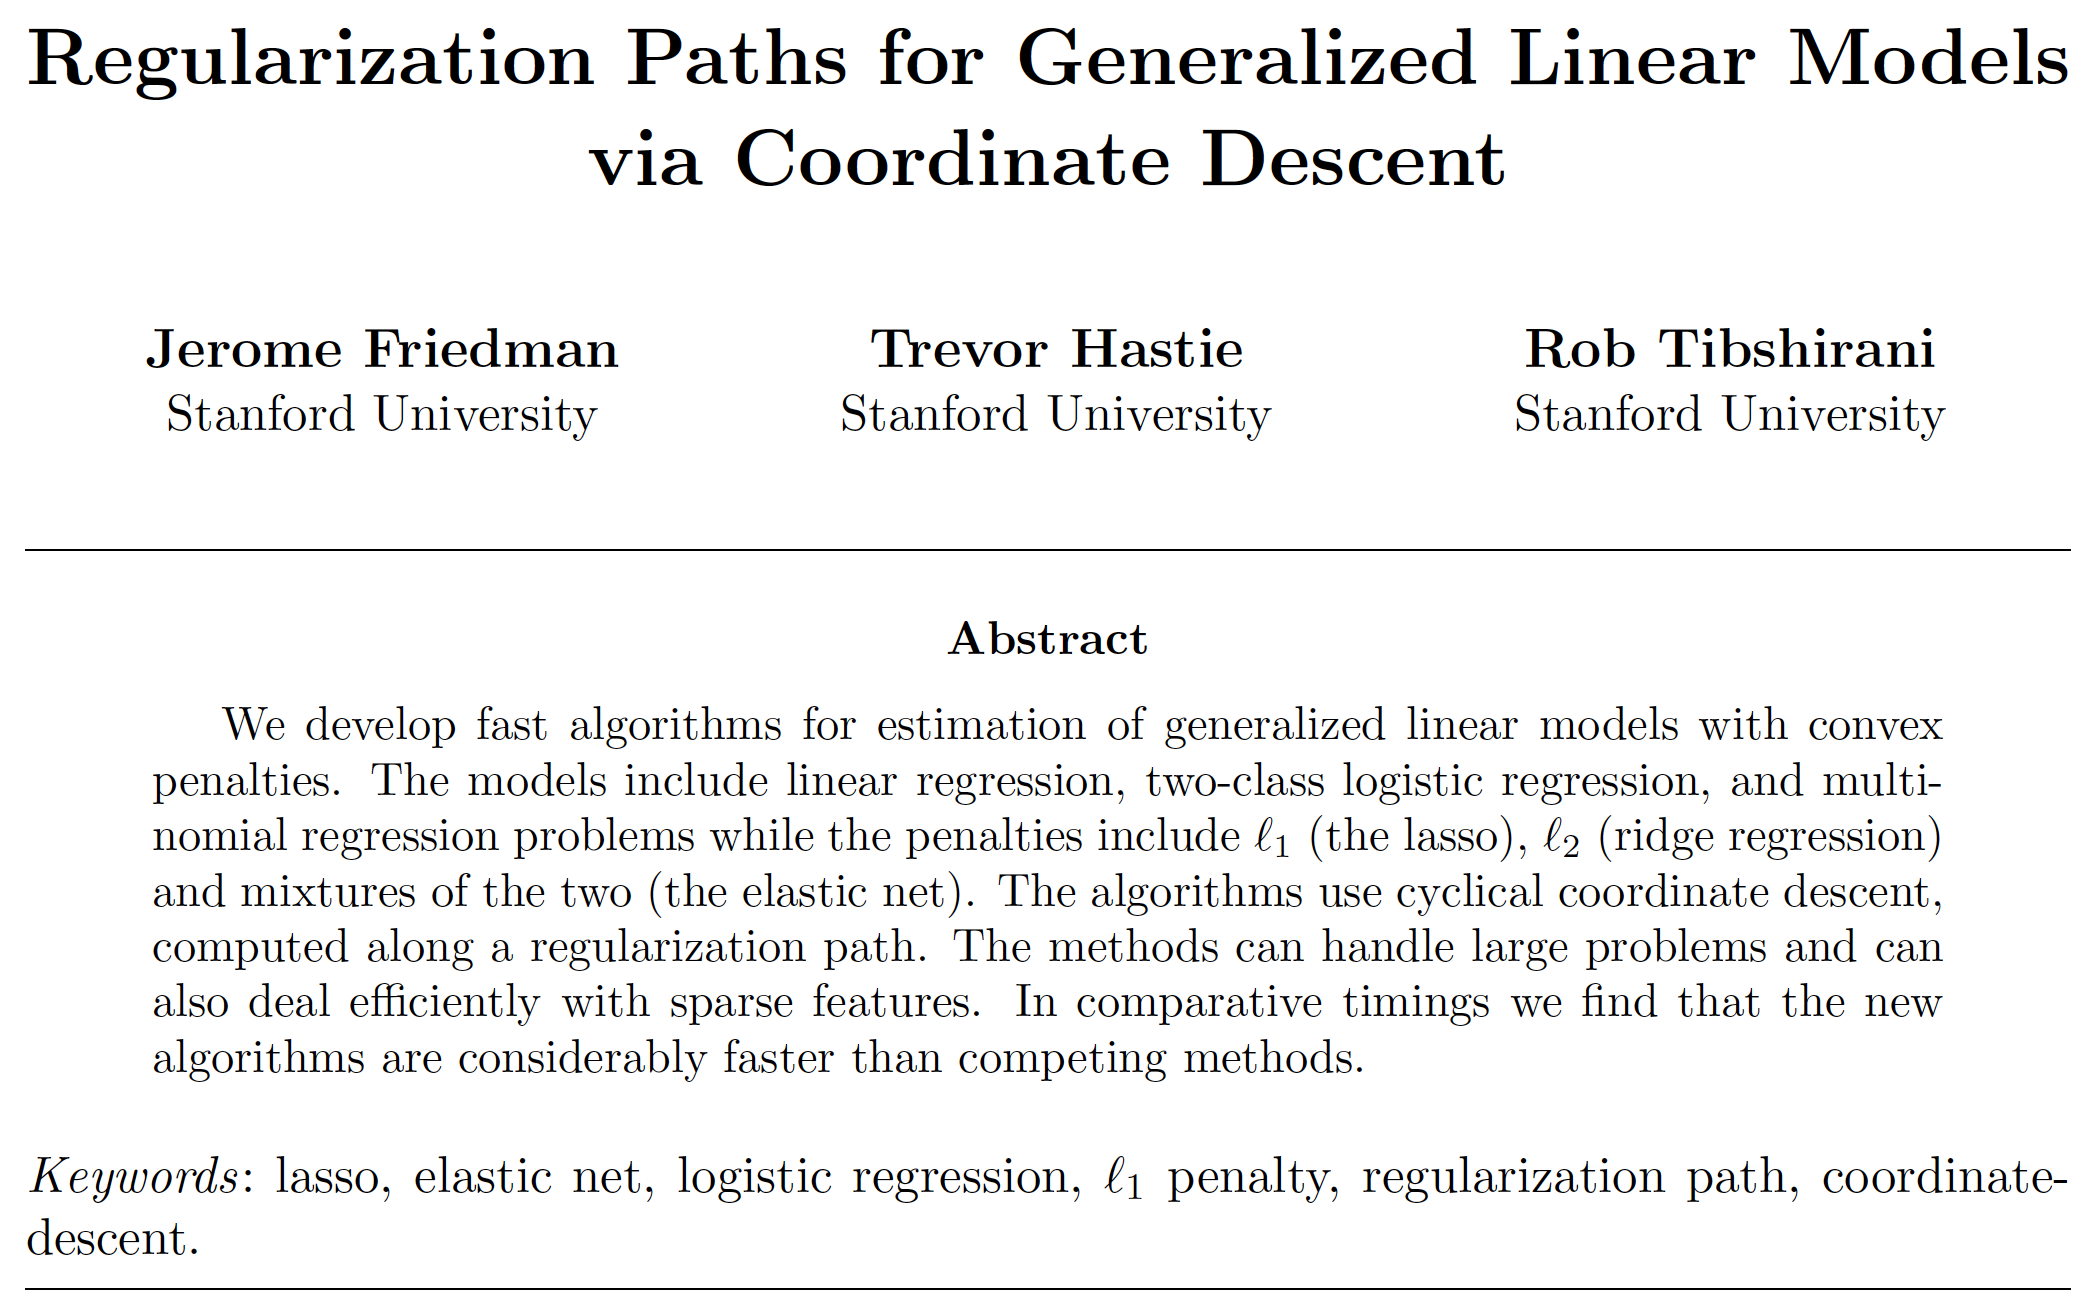 Regularization Paths for Generalized Linear Models
via Coordinate Descent
Jerome Friedman Trevor Hastie Rob Tibshirani
Stanford University Stanford University Stanford University
Abstract
We develop fast algorithms for estimation of generalized linear models with convex
penalties. The models include linear regression, two-class logistic regression, and multi-
nomial regression problems while the penalties include ℓ₁ (the lasso), ℓ₂ (ridge regression)
and mixtures of the two (the elastic net). The algorithms use cyclical coordinate descent,
computed along a regularization path. The methods can handle large problems and can
also deal efficiently with sparse features. In comparative timings we find that the new
algorithms are considerably faster than competing methods.
Keywords: lasso, elastic net, logistic regression, ℓ₁ penalty, regularization path, coordinate-
descent.